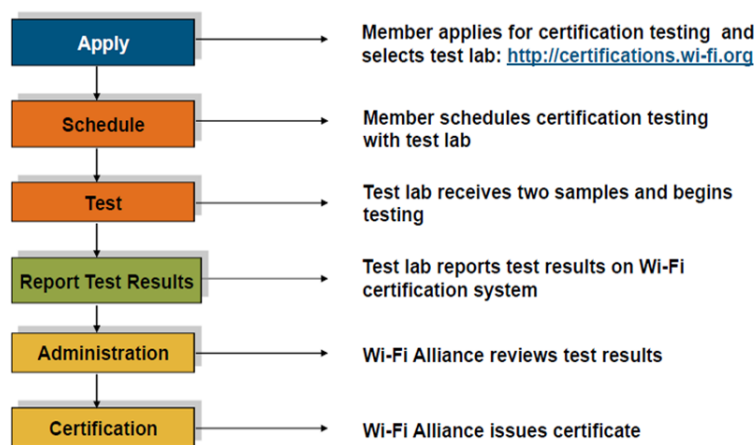 Apply
Member applies for certification testing and
selects test lab: http://certifications.wi-fi.org
Schedule
Member schedules certification testing
with test lab
Test
Test lab receives two samples and begins
testing
Report Test Results
Test lab reports test results on Wi-Fi
certification system
Administration
Wi-Fi Alliance reviews test results
Certification
Wi-Fi Alliance issues certificate